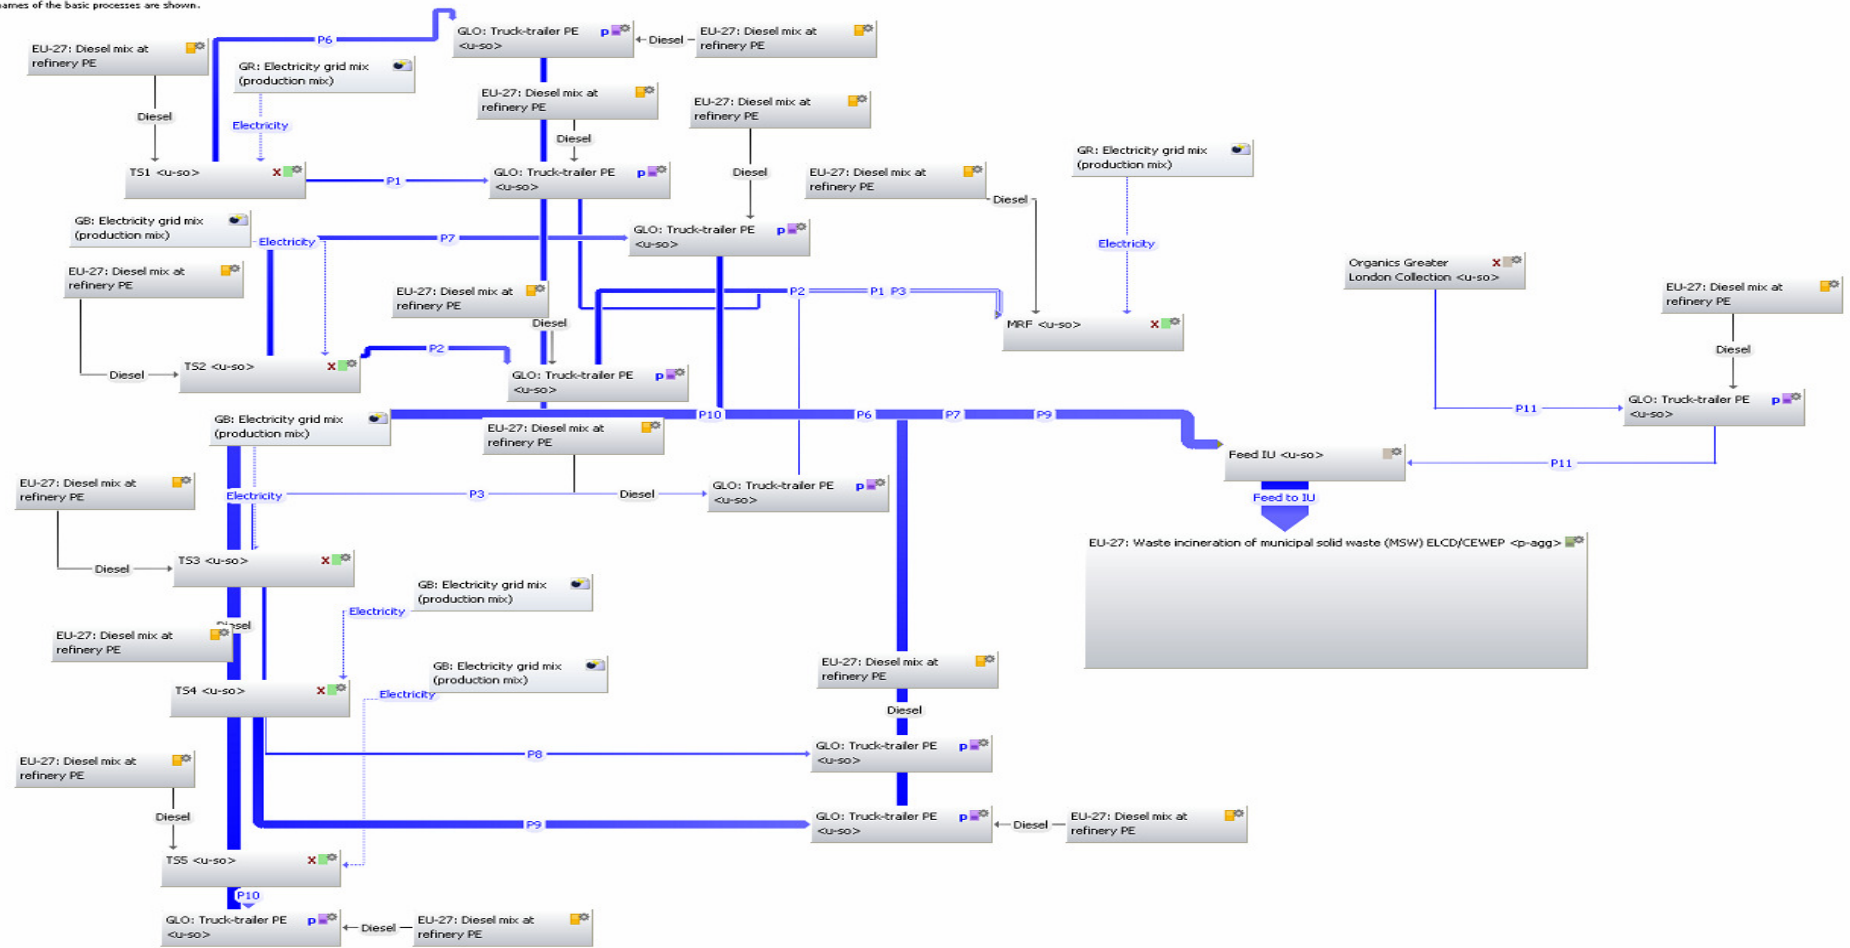 names of the basic processes are shown.
P6
GLO: Truck-trailer PE
<u-so>
p
Diesel
EU-27: Diesel mix at
refinery PE
EU-27: Diesel mix at
refinery PE
GR: Electricity grid mix
(production mix)
Diesel
Electricity
EU-27: Diesel mix at
refinery PE
Diesel
EU-27: Diesel mix at
refinery PE
Diesel
TS1 <u-so>
x
P1
GLO: Truck-trailer PE
<u-so>
p
EU-27: Diesel mix at
refinery PE
Diesel
GR: Electricity grid mix
(production mix)
Electricity
GB: Electricity grid mix
(production mix)
Electricity
P7
GLO: Truck-trailer PE
<u-so>
p
EU-27: Diesel mix at
refinery PE
EU-27: Diesel mix at
refinery PE
Diesel
P2
P1
P3
MRF <u-so>
x
Organics Greater
London Collection <u-so>
x
EU-27: Diesel mix at
refinery PE
Diesel
Diesel
TS2 <u-so>
x
P2
GLO: Truck-trailer PE
<u-so>
p
P11
GLO: Truck-trailer PE
<u-so>
p
GB: Electricity grid mix
(production mix)
P10
P6
P7
P9
EU-27: Diesel mix at
refinery PE
Feed IU <u-so>
P11
Feed to IU
EU-27: Diesel mix at
refinery PE
Electricity
P3
Diesel
GLO: Truck-trailer PE
<u-so>
p
EU-27: Waste incineration of municipal solid waste (MSW) ELCD/CEWEP <p-agg>
Diesel
TS3 <u-so>
x
GB: Electricity grid mix
(production mix)
Electricity
Diesel
EU-27: Diesel mix at
refinery PE
GB: Electricity grid mix
(production mix)
Electricity
TS4 <u-so>
x
EU-27: Diesel mix at
refinery PE
Diesel
P8
GLO: Truck-trailer PE
<u-so>
p
EU-27: Diesel mix at
refinery PE
Diesel
P9
GLO: Truck-trailer PE
<u-so>
p
Diesel
EU-27: Diesel mix at
refinery PE
TS5 <u-so>
x
P10
GLO: Truck-trailer PE
<u-so>
p
Diesel
EU-27: Diesel mix at
refinery PE